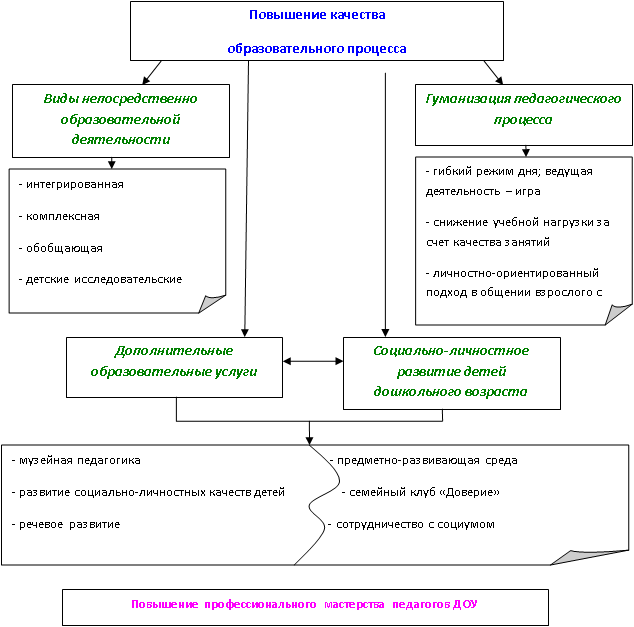 Повышение качества
образовательного процесса
Виды непосредственно
образовательной
деятельности
Гуманизация педагогического
процесса
- интегрированная
- комплексная
- обобщающая
- детские исследовательские
- гибкий режим дня; ведущая
деятельность – игра
- снижение учебной нагрузки за
счет качества занятий
- личностно-ориентированный
подход в общении взрослого с
Дополнительные
образовательные услуги
Социально-личностное
развитие детей
дошкольного возраста
- музейная педагогика
- развитие социально-личностных качеств детей
- речевое развитие
- предметно-развивающая среда
- семейный клуб «Доверие»
- сотрудничество с социумом
Повышение профессионального мастерства педагогов ДОУ